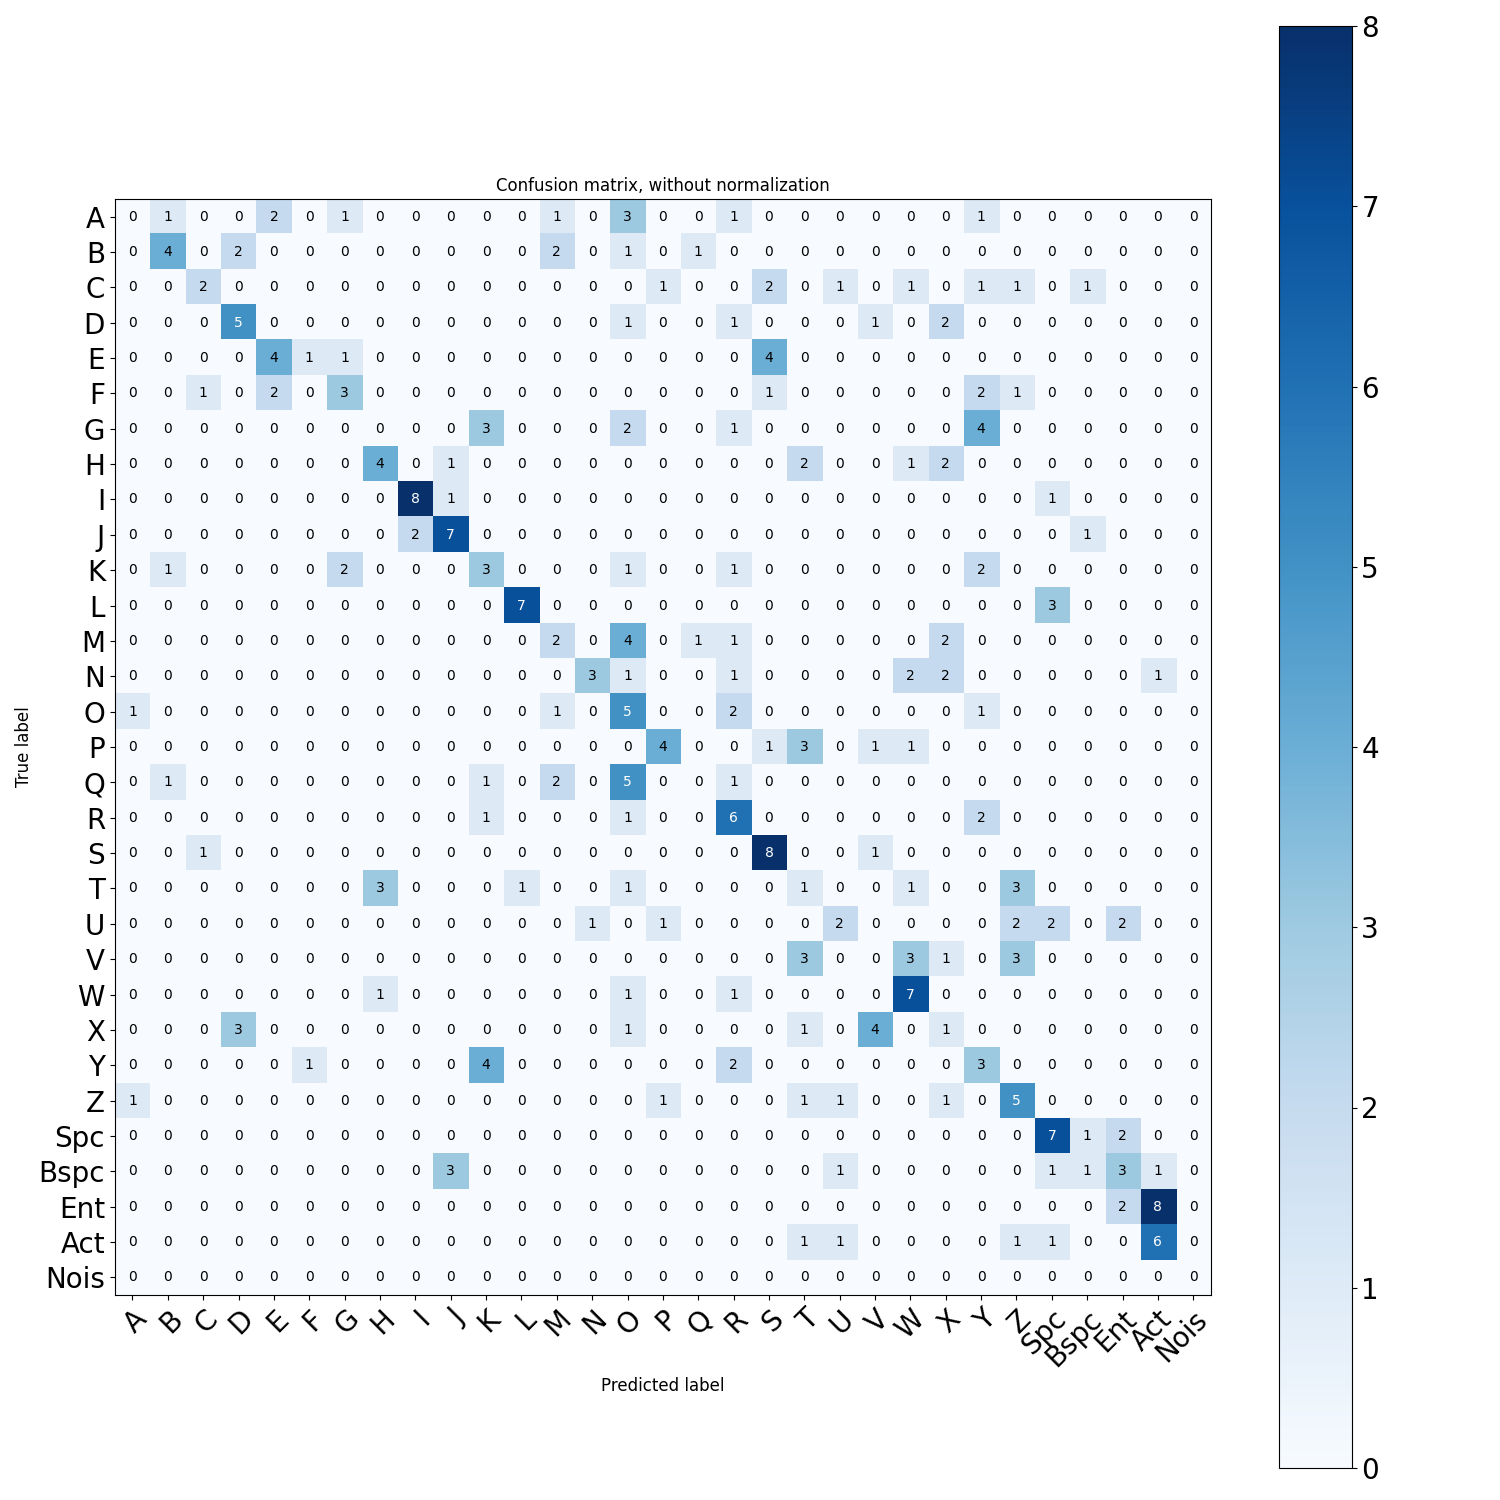 Confusion matrix, without normalization
A 0 1 0 0 2 0 1 0 0 0 0 0 1 0 3 0 0 1 0 0 0 0 0 0 1 0 0 0 0 0 0
B 0 4 0 2 0 0 0 0 0 0 0 0 2 0 1 0 1 0 0 0 0 0 0 0 0 0 0 0 0 0 0
C 0 0 2 0 0 0 0 0 0 0 0 0 0 0 0 1 0 0 2 0 1 0 1 0 1 1 0 1 0 0 0
D 0 0 0 5 0 0 0 0 0 0 0 0 0 0 1 0 0 1 0 0 0 1 0 2 0 0 0 0 0 0 0
E 0 0 0 0 4 1 1 0 0 0 0 0 0 0 0 0 0 0 4 0 0 0 0 0 0 0 0 0 0 0 0
F 0 0 1 0 2 0 3 0 0 0 0 0 0 0 0 0 0 0 1 0 0 0 0 0 2 1 0 0 0 0 0
G 0 0 0 0 0 0 0 0 0 0 3 0 0 0 2 0 0 1 0 0 0 0 0 0 4 0 0 0 0 0 0
H 0 0 0 0 0 0 0 4 0 1 0 0 0 0 0 0 0 0 0 2 0 0 1 2 0 0 0 0 0 0 0
I 0 0 0 0 0 0 0 0 8 1 0 0 0 0 0 0 0 0 0 0 0 0 0 0 0 0 1 0 0 0 0
J 0 0 0 0 0 0 0 0 2 7 0 0 0 0 0 0 0 0 0 0 0 0 0 0 0 0 0 1 0 0 0
K 0 1 0 0 0 0 2 0 0 0 3 0 0 0 1 0 0 1 0 0 0 0 0 0 2 0 0 0 0 0 0
L 0 0 0 0 0 0 0 0 0 0 0 7 0 0 0 0 0 0 0 0 0 0 0 0 0 0 3 0 0 0 0
M 0 0 0 0 0 0 0 0 0 0 0 0 2 0 4 0 1 1 0 0 0 0 0 2 0 0 0 0 0 0 0
N 0 0 0 0 0 0 0 0 0 0 0 0 0 3 1 0 0 1 0 0 0 0 2 2 0 0 0 0 0 1 0
O 1 0 0 0 0 0 0 0 0 0 0 0 1 0 5 0 0 2 0 0 0 0 0 0 1 0 0 0 0 0 0
P 0 0 0 0 0 0 0 0 0 0 0 0 0 0 0 4 0 0 1 3 0 1 1 0 0 0 0 0 0 0 0
Q 0 1 0 0 0 0 0 0 0 0 1 0 2 0 5 0 0 1 0 0 0 0 0 0 0 0 0 0 0 0 0
R 0 0 0 0 0 0 0 0 0 0 1 0 0 0 1 0 0 6 0 0 0 0 0 0 2 0 0 0 0 0 0
S 0 0 1 0 0 0 0 0 0 0 0 0 0 0 0 0 0 0 8 0 0 1 0 0 0 0 0 0 0 0 0
T 0 0 0 0 0 0 0 3 0 0 0 1 0 0 1 0 0 0 0 1 0 0 1 0 0 3 0 0 0 0 0
U 0 0 0 0 0 0 0 0 0 0 0 0 0 1 0 1 0 0 0 0 2 0 0 0 0 2 2 0 2 0 0
V 0 0 0 0 0 0 0 0 0 0 0 0 0 0 0 0 0 0 0 3 0 0 3 1 0 3 0 0 0 0 0
W 0 0 0 0 0 0 0 1 0 0 0 0 0 0 1 0 0 1 0 0 0 0 7 0 0 0 0 0 0 0 0
X 0 0 0 3 0 0 0 0 0 0 0 0 0 0 1 0 0 0 0 1 0 4 0 1 0 0 0 0 0 0 0
Y 0 0 0 0 0 1 0 0 0 0 4 0 0 0 0 0 0 2 0 0 0 0 0 0 3 0 0 0 0 0 0
Z 1 0 0 0 0 0 0 0 0 0 0 0 0 0 0 1 0 0 0 1 1 0 0 1 0 5 0 0 0 0 0
Spc 0 0 0 0 0 0 0 0 0 0 0 0 0 0 0 0 0 0 0 0 0 0 0 0 0 0 7 1 2 0 0
Bspc 0 0 0 0 0 0 0 0 0 3 0 0 0 0 0 0 0 0 0 0 1 0 0 0 0 0 1 1 3 1 0
Ent 0 0 0 0 0 0 0 0 0 0 0 0 0 0 0 0 0 0 0 0 0 0 0 0 0 0 0 0 2 8 0
Act 0 0 0 0 0 0 0 0 0 0 0 0 0 0 0 0 0 0 0 1 1 0 0 0 0 1 1 0 0 6 0
Nois 0 0 0 0 0 0 0 0 0 0 0 0 0 0 0 0 0 0 0 0 0 0 0 0 0 0 0 0 0 0 0
A B C D E F G H I J K L M N O P Q R S T U V W X Y Z Spc Bspc Ent Act Nois
Predicted label
True label
8
7
6
5
4
3
2
1
0